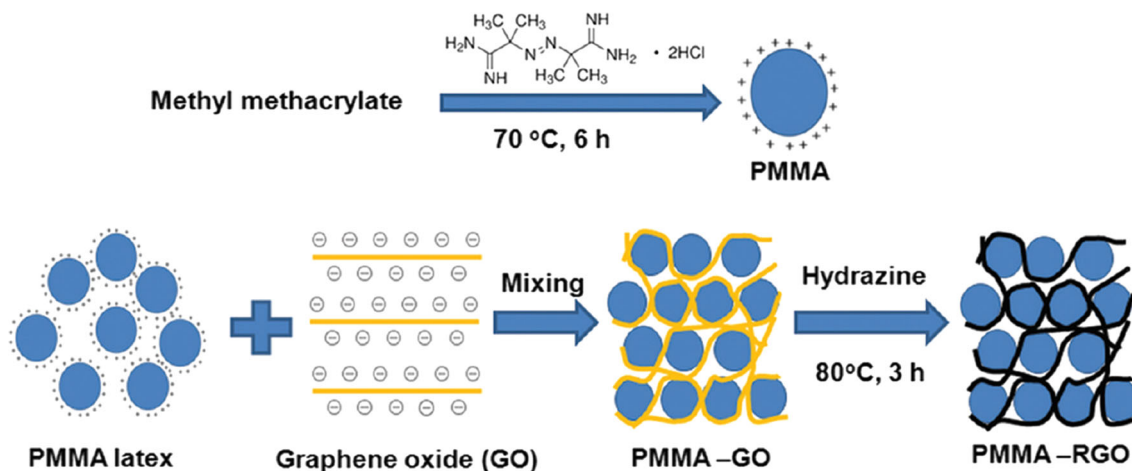 H₂N
CH₃
H₃C
NH
N
N
NH
NH₂
H₃C
CH₃
• 2HCl
Methyl methacrylate
70 °C, 6 h
PMMA
Mixing
Hydrazine
80°C, 3 h
PMMA latex
Graphene oxide (GO)
PMMA –GO
PMMA –RGO